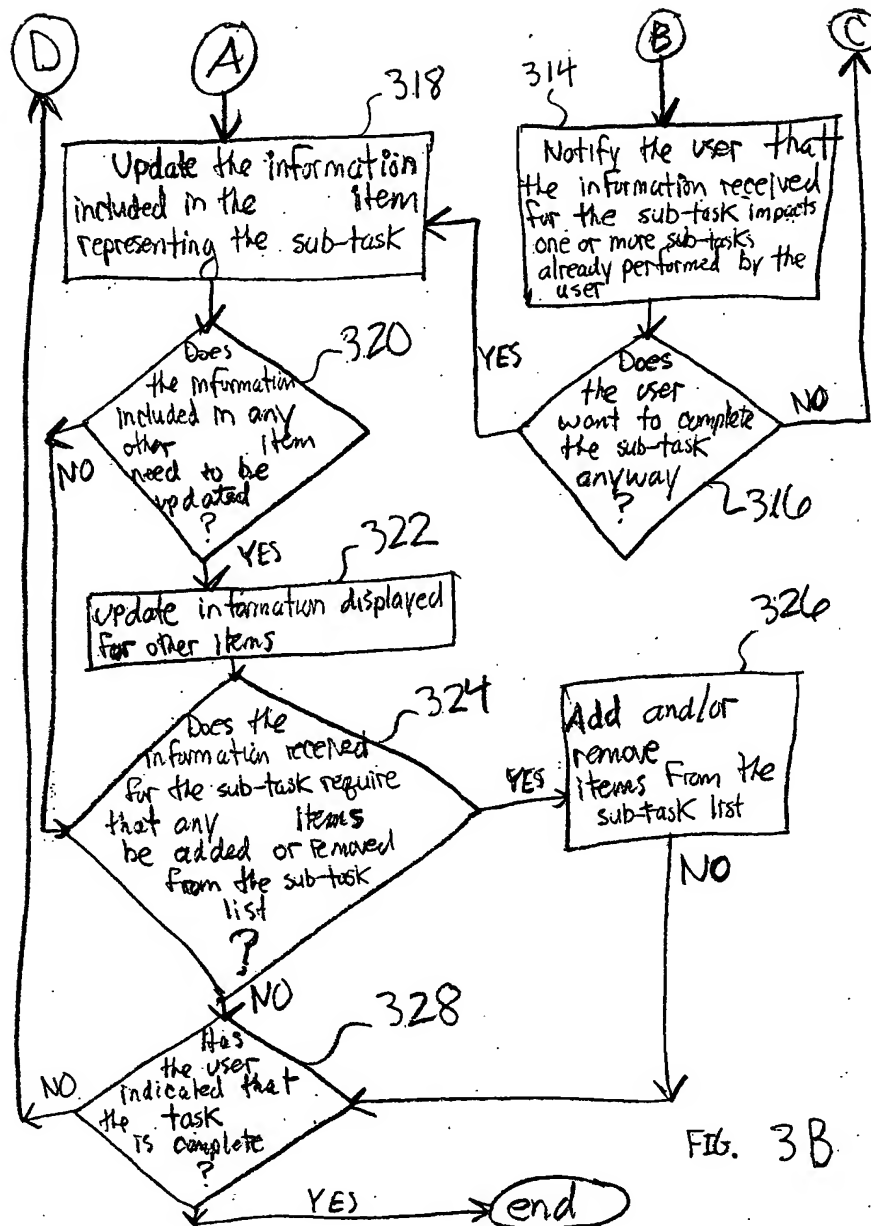 D
A
B
C
318
314
Update the information
included in the item
representing the sub-task
Notify the user that
the information received
for the sub-task impacts
one or more sub-tasks
already performed by the
user
320
Does
the information
included in any
other item
need to be
updated
?
NO
YES
YES
Does
the user
want to complete
the sub-task
anyway
?
NO
316
322
update information displayed
for other items
324
Does the
information received
for the sub-task require
that any items
be added or removed
from the sub-task
list
?
YES
NO
326
Add and/or
remove
items from the
sub-task list
NO
328
Has
the user
indicated that
the task
is complete
?
NO
YES
end
FIG. 3B